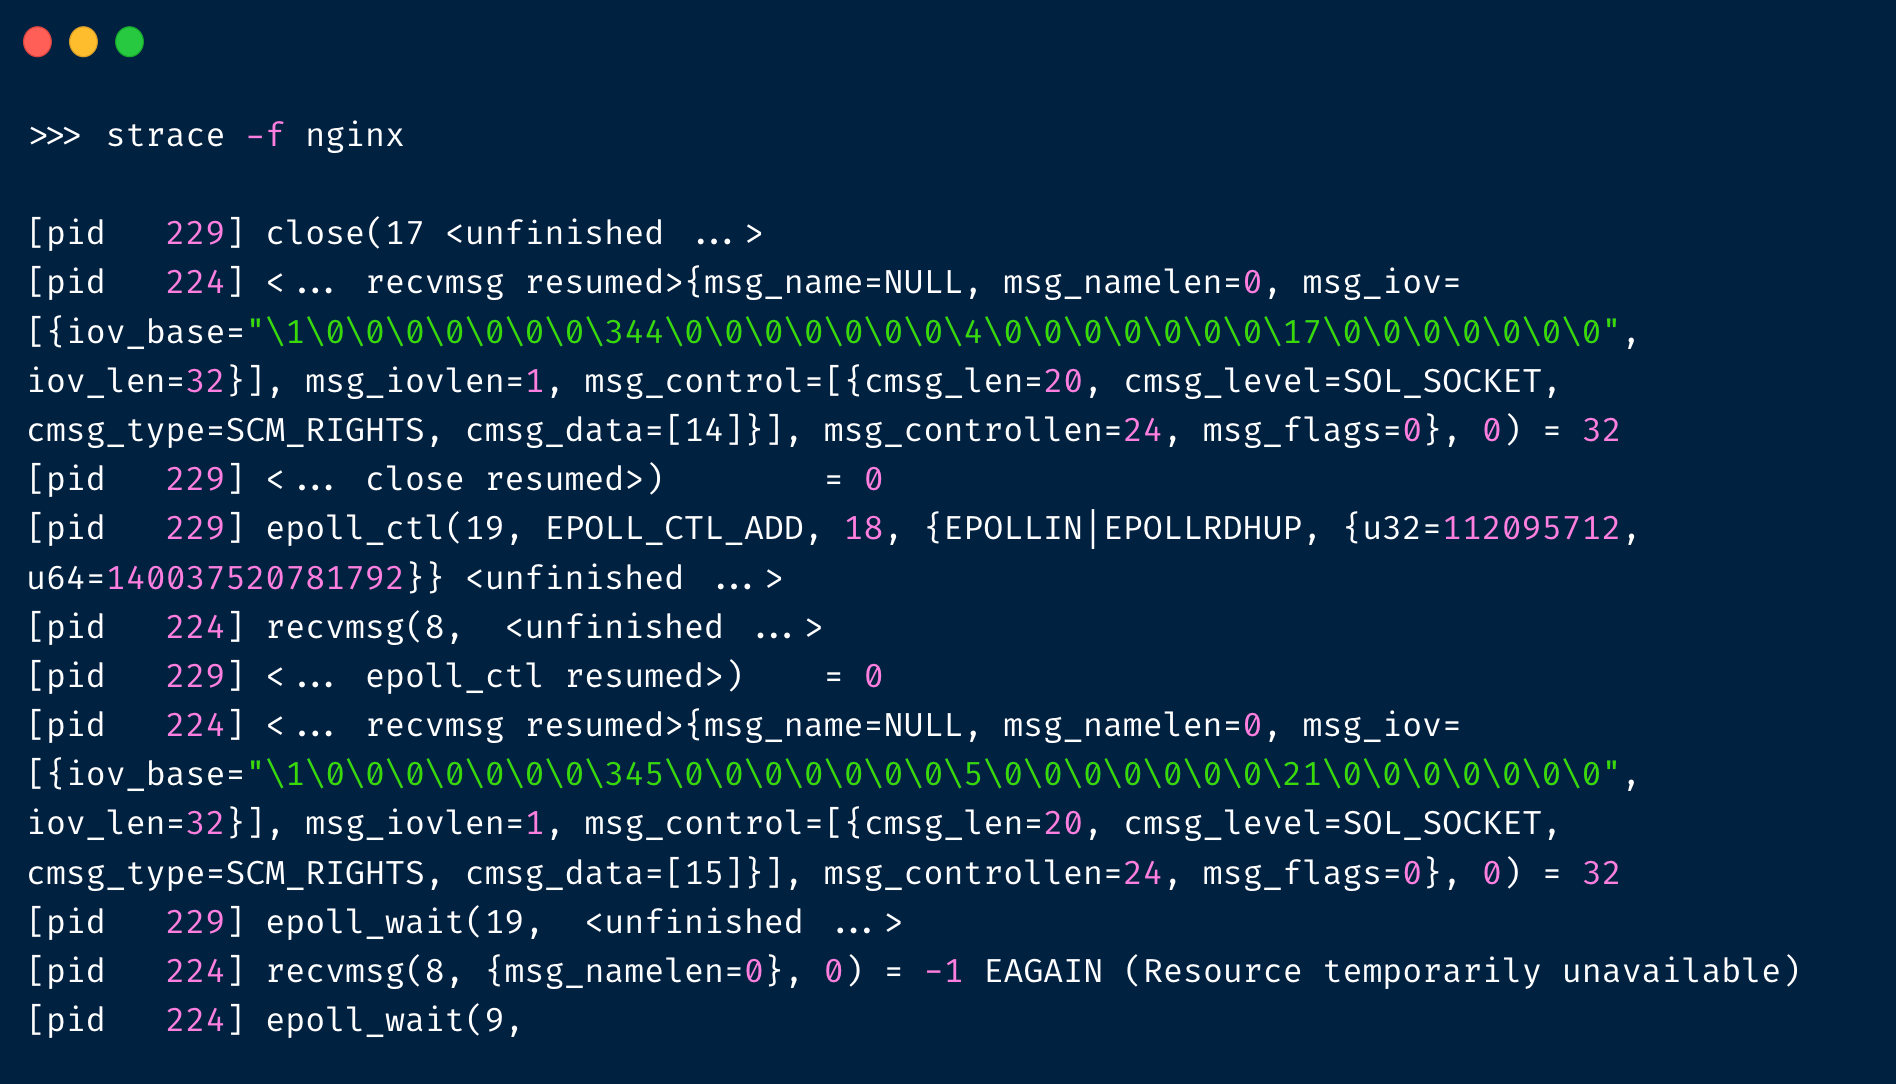 >>> strace -f nginx
[pid   229] close(17 <unfinished ...>
[pid   224] <... recvmsg resumed>{msg_name=NULL, msg_namelen=0, msg_iov=
[{iov_base="\1\0\0\0\0\0\0\0\344\0\0\0\0\0\0\0\4\0\0\0\0\0\0\0\17\0\0\0\0\0\0\0",
iov_len=32}], msg_iovlen=1, msg_control=[{cmsg_len=20, cmsg_level=SOL_SOCKET,
cmsg_type=SCM_RIGHTS, cmsg_data=[14]}], msg_controllen=24, msg_flags=0}, 0) = 32
[pid   229] <... close resumed>)        = 0
[pid   229] epoll_ctl(19, EPOLL_CTL_ADD, 18, {EPOLLIN|EPOLLRDHUP, {u32=112095712,
u64=140037520781792}} <unfinished ...>
[pid   224] recvmsg(8,  <unfinished ...>
[pid   229] <... epoll_ctl resumed>)    = 0
[pid   224] <... recvmsg resumed>{msg_name=NULL, msg_namelen=0, msg_iov=
[{iov_base="\1\0\0\0\0\0\0\0\345\0\0\0\0\0\0\0\5\0\0\0\0\0\0\0\21\0\0\0\0\0\0\0",
iov_len=32}], msg_iovlen=1, msg_control=[{cmsg_len=20, cmsg_level=SOL_SOCKET,
cmsg_type=SCM_RIGHTS, cmsg_data=[15]}], msg_controllen=24, msg_flags=0}, 0) = 32
[pid   229] epoll_wait(19,  <unfinished ...>
[pid   224] recvmsg(8, {msg_namelen=0}, 0) = -1 EAGAIN (Resource temporarily unavailable)
[pid   224] epoll_wait(9,